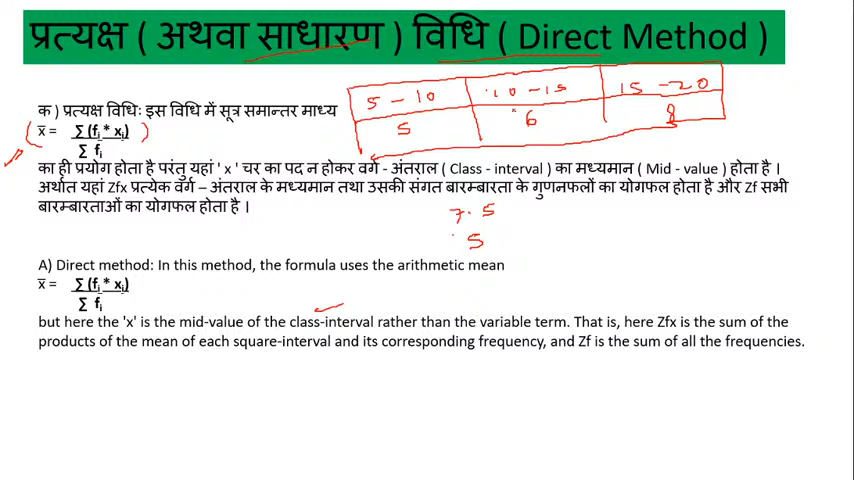 प्रत्यक्ष ( अथवा साधारण ) विधि ( Direct Method )
5 - 10 10 - 15 15 - 20
5 6 8
क ) प्रत्यक्ष विधिः इस विधि में सूत्र समान्तर माध्य
x̅ = ∑ (fᵢ * xᵢ)
∑ fᵢ
का ही प्रयोग होता है परंतु यहां ' x ' चर का पद न होकर वर्ग - अंतराल ( Class - interval ) का मध्यमान ( Mid - value ) होता है ।
अर्थात यहां Zfx प्रत्येक वर्ग – अंतराल के मध्यमान तथा उसकी संगत बारम्बारता के गुणनफलों का योगफल होता है और Zf सभी
बारम्बारताओं का योगफल होता है ।
7.5
5
A) Direct method: In this method, the formula uses the arithmetic mean
x̅ = ∑ (fᵢ * xᵢ)
∑ fᵢ
but here the 'x' is the mid-value of the class-interval rather than the variable term. That is, here Zfx is the sum of the
products of the mean of each square-interval and its corresponding frequency, and Zf is the sum of all the frequencies.